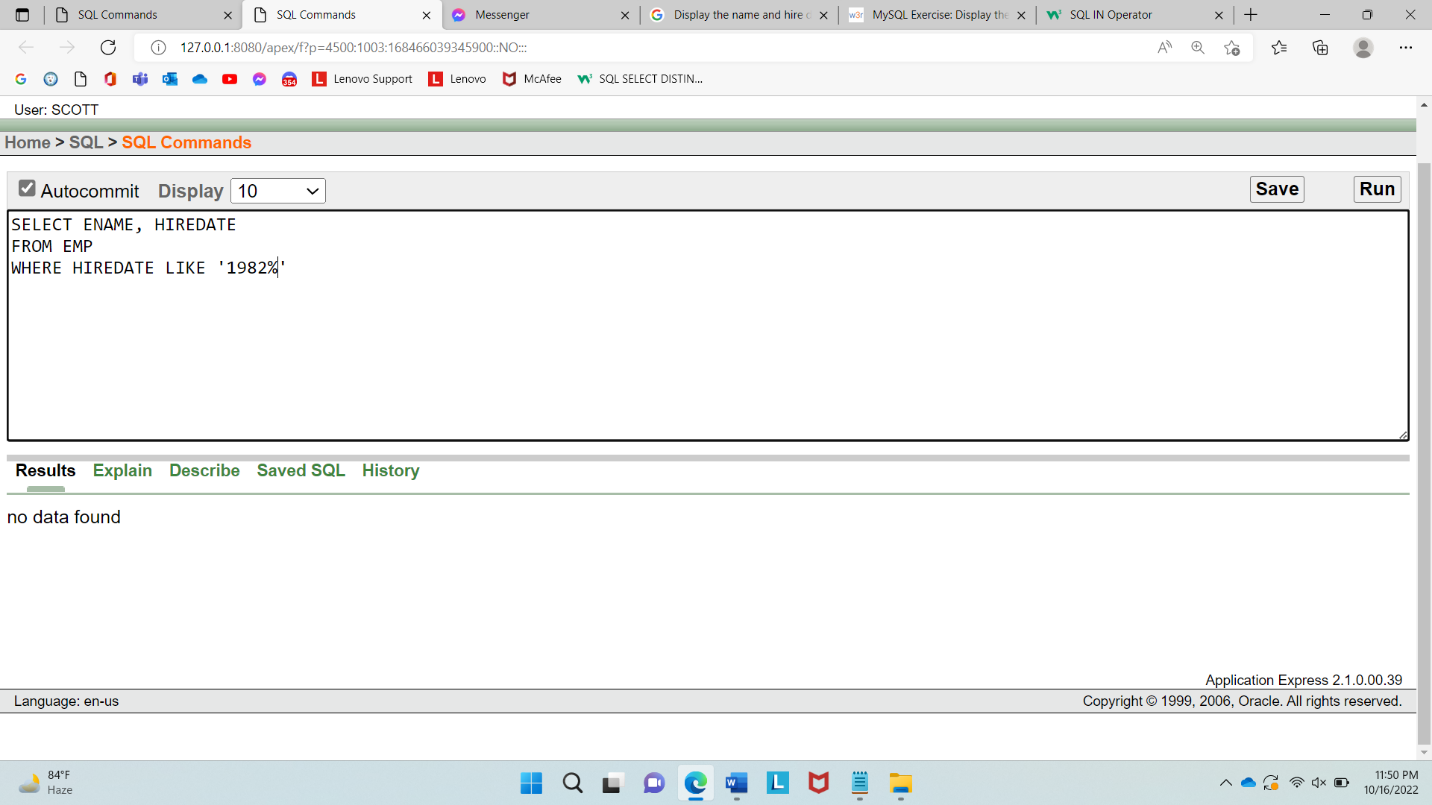 SQL Commands
SQL Commands
Messenger
Display the name and hire
MySQL Exercise: Display the
SQL IN Operator
127.0.0.1:8080/apex/f?p=4500:1003:168466039345900::NO:::
354
Lenovo Support
Lenovo
McAfee
SQL SELECT DISTIN...
User: SCOTT
Home > SQL > SQL Commands
Autocommit Display 10 Save Run
SELECT ENAME, HIREDATE
FROM EMP
WHERE HIREDATE LIKE '1982%'
Results Explain Describe Saved SQL History
no data found
Application Express 2.1.0.00.39
Language: en-us
Copyright © 1999, 2006, Oracle. All rights reserved.
84°F
Haze
11:50 PM
10/16/2022